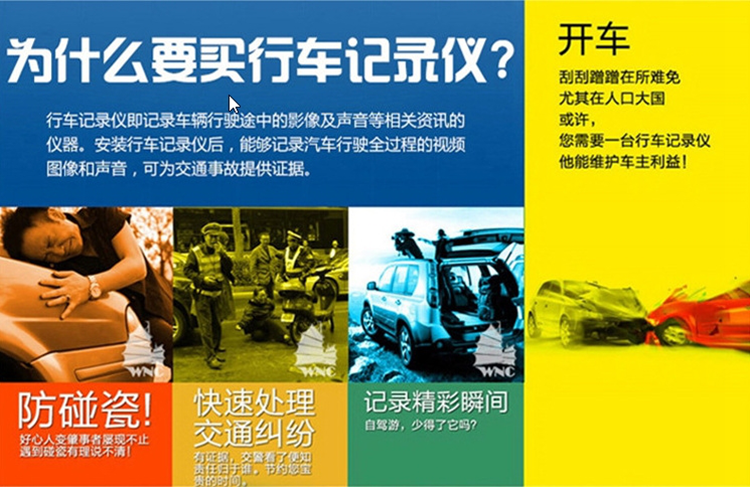 为什么要买行车记录仪?
行车记录仪即记录车辆行驶途中的影像及声音等相关资讯的
仪器。安装行车记录仪后，能够记录汽车行驶全过程的视频
图像和声音，可为交通事故提供证据。
开车
刮刮蹭蹭在所难免
尤其在人口大国
或许，
您需要一台行车记录仪
他能维护车主利益！
WNC
WNC
防碰瓷!
好心人变肇事者屡现不止
遇到碰瓷有理说不清！
快速处理
交通纠纷
有证据，交警看了便知
责任归于谁。节约您宝
贵的时间。
记录精彩瞬间
自驾游，少得了它吗?